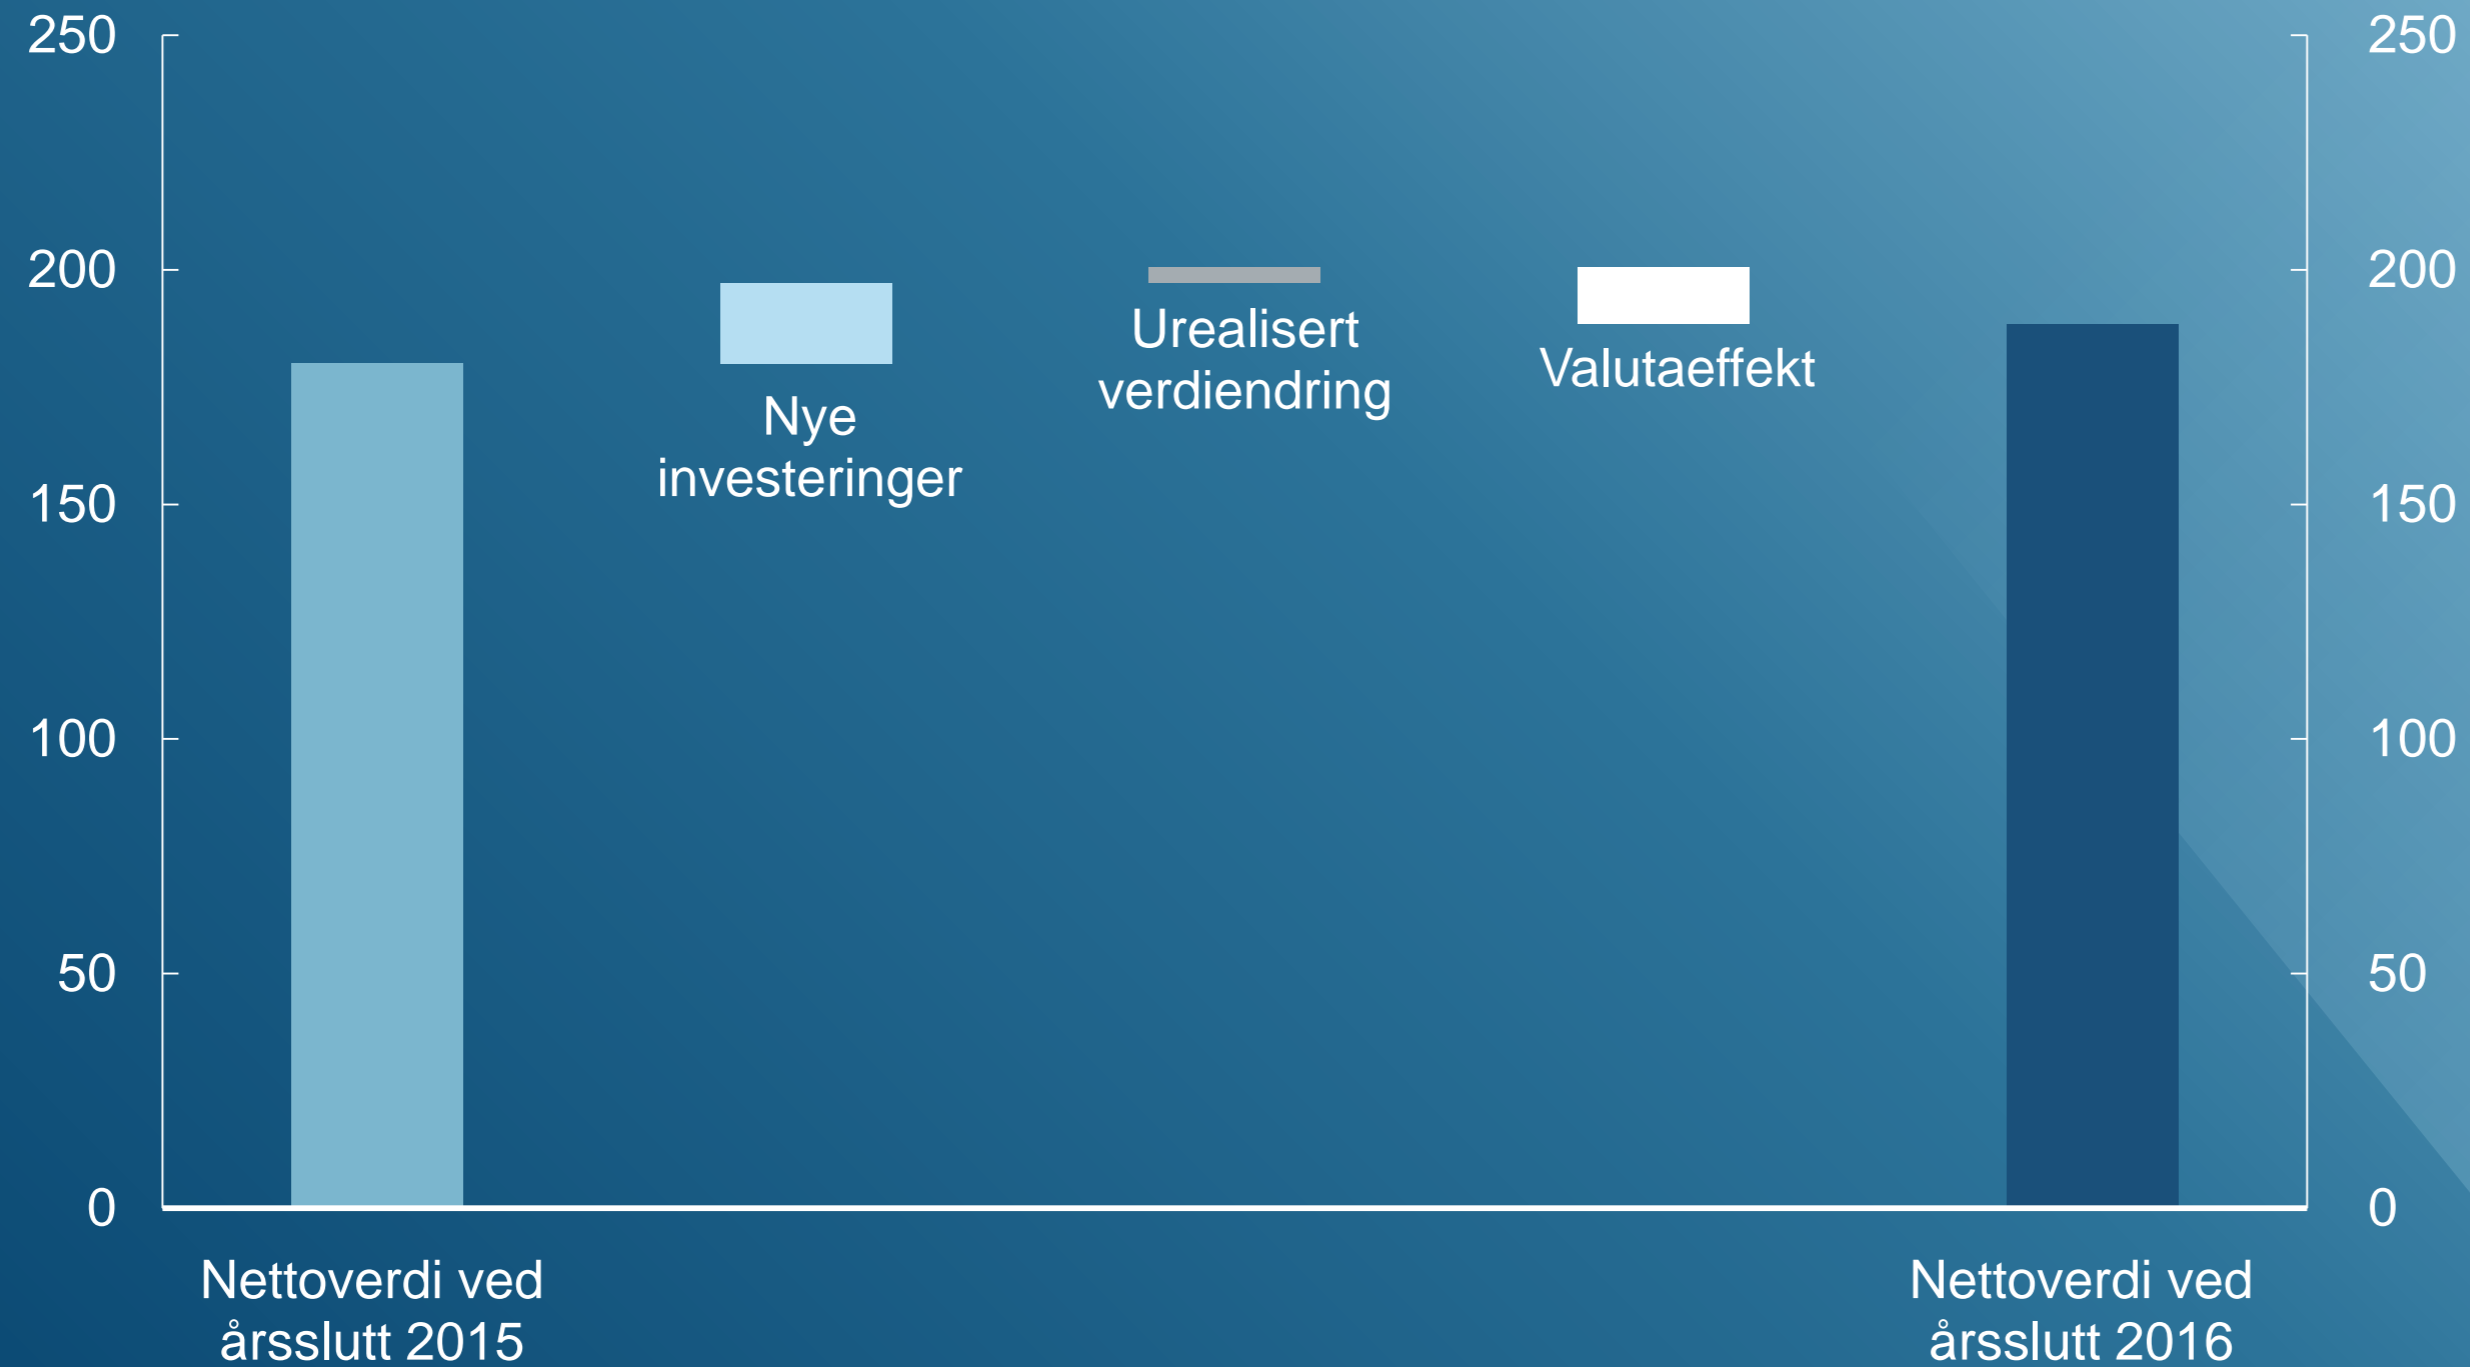 250
200
150
100
50
0
Nye
investeringer
Urealisert
verdiendring
Valutaeffekt
250
200
150
100
50
0
Nettoverdi ved
årsslutt 2015
Nettoverdi ved
årsslutt 2016